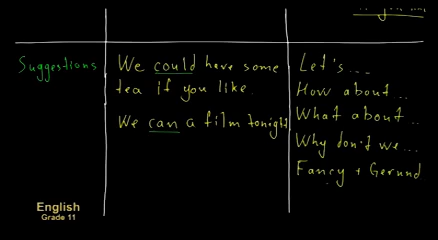 Suggestions
We could have some
tea if you like.
We can a film tonight
Let's....
How about ..
What about ..
Why don't we ...
Fancy + Gerund
English
Grade 11